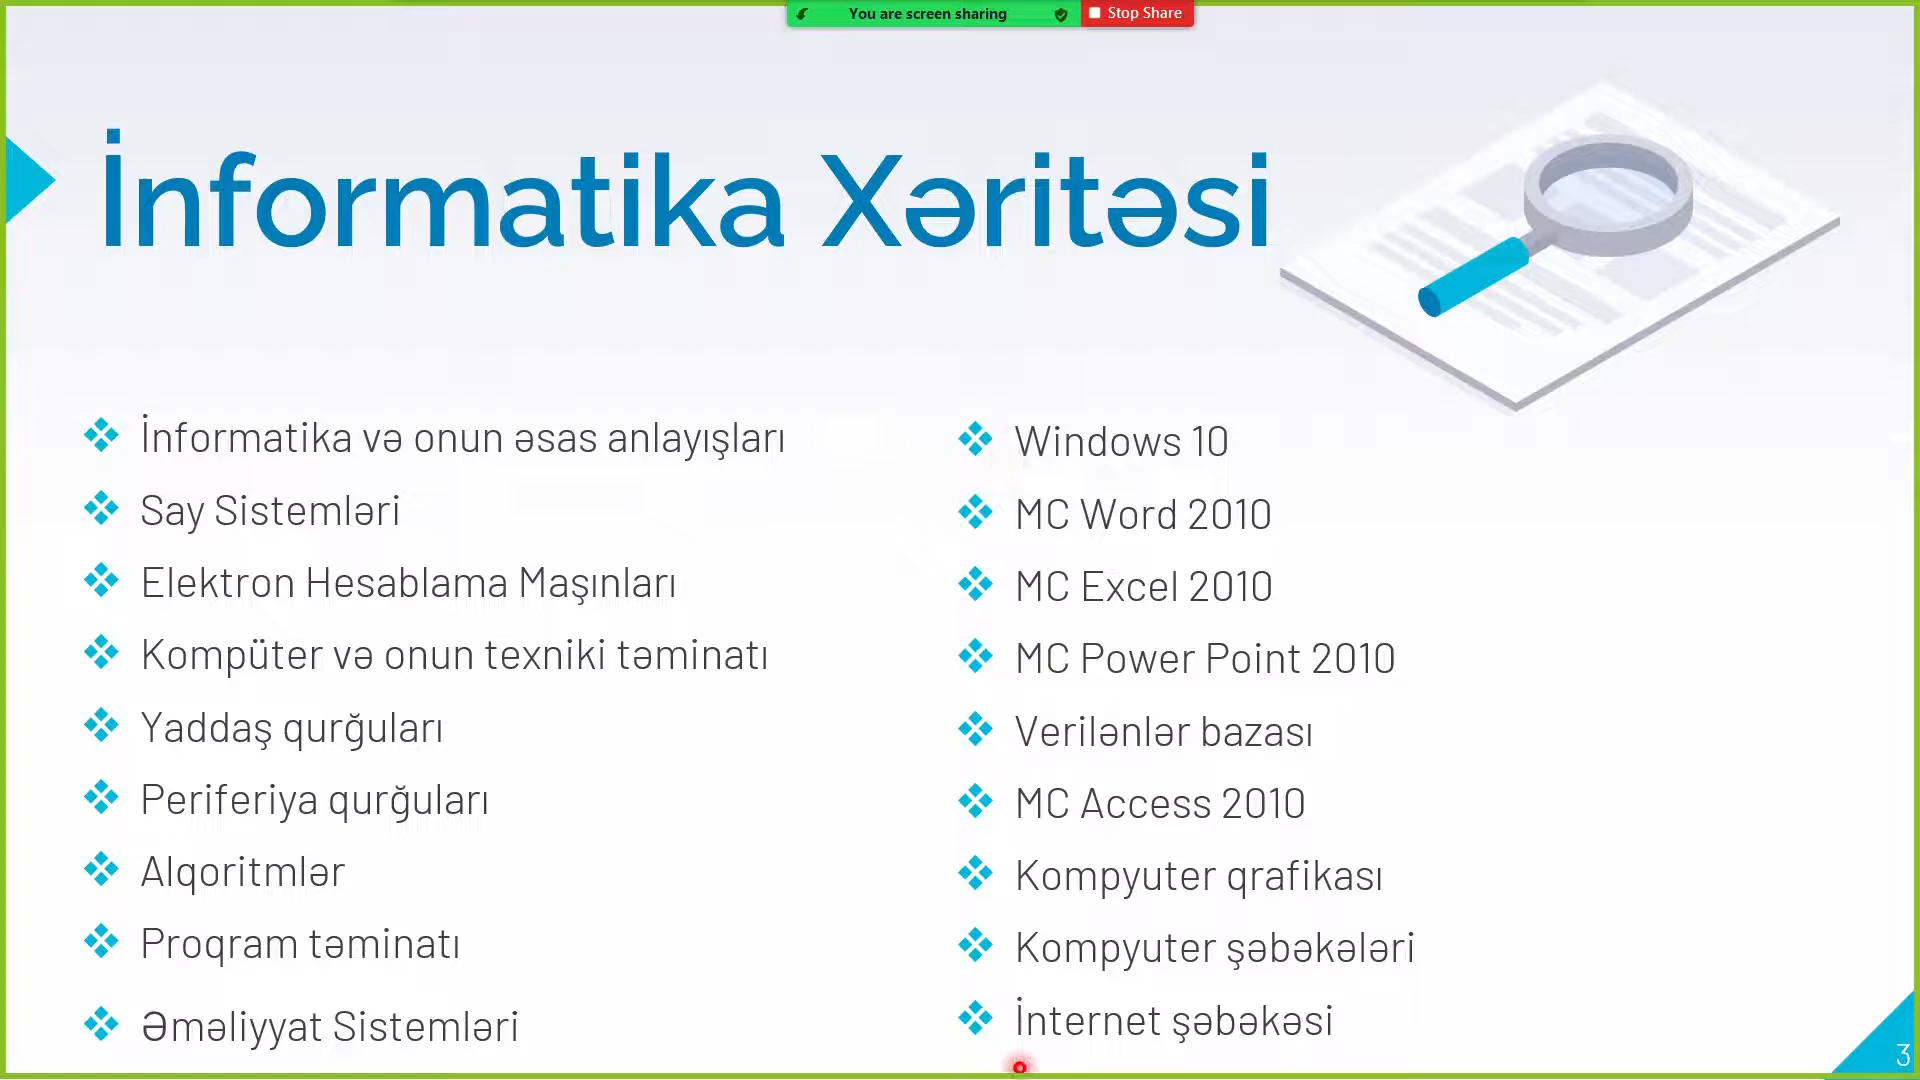 You are screen sharing
Stop Share
İnformatika Xəritəsi
İnformatika və onun əsas anlayışları
Say Sistemləri
Elektron Hesablama Maşınları
Kompüter və onun texniki təminatı
Yaddaş qurğuları
Periferiya qurğuları
Alqoritmlər
Proqram təminatı
Əməliyyat Sistemləri
Windows 10
MC Word 2010
MC Excel 2010
MC Power Point 2010
Verilənlər bazası
MC Access 2010
Kompyuter qrafikası
Kompyuter şəbəkələri
İnternet şəbəkəsi
3